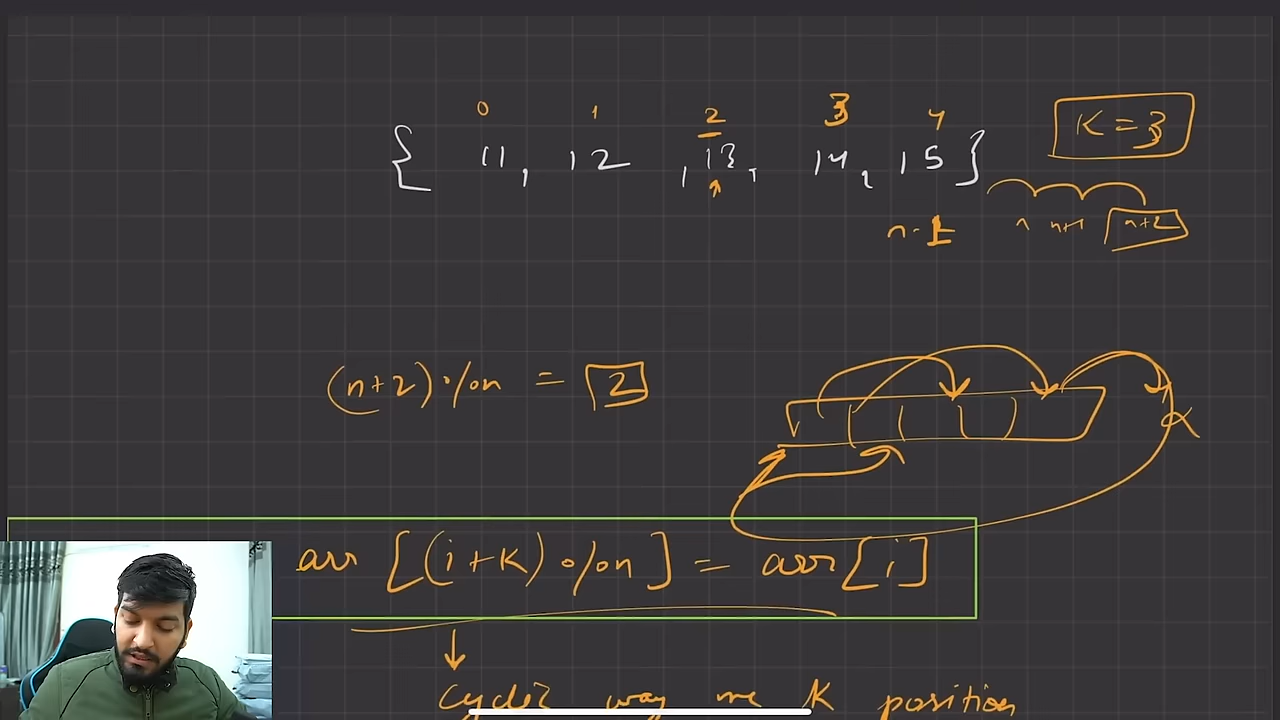 0 1 2 3 4
{ 11, 12, 13, 14, 15 } K = 3
n-1 n n+1 n+2
(n+2)%n = 2
arr[(i+K)%n] = arr[i]
cyclic way me K position